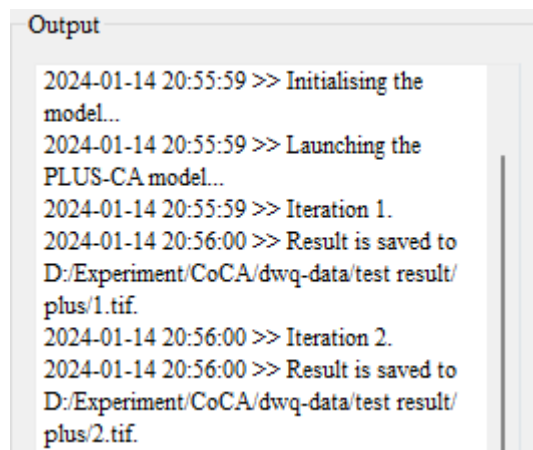 Output
2024-01-14 20:55:59 >> Initialising the
model...
2024-01-14 20:55:59 >> Launching the
PLUS-CA model...
2024-01-14 20:55:59 >> Iteration 1.
2024-01-14 20:56:00 >> Result is saved to
D:/Experiment/CoCA/dwq-data/test result/
plus/1.tif.
2024-01-14 20:56:00 >> Iteration 2.
2024-01-14 20:56:00 >> Result is saved to
D:/Experiment/CoCA/dwq-data/test result/
plus/2.tif.